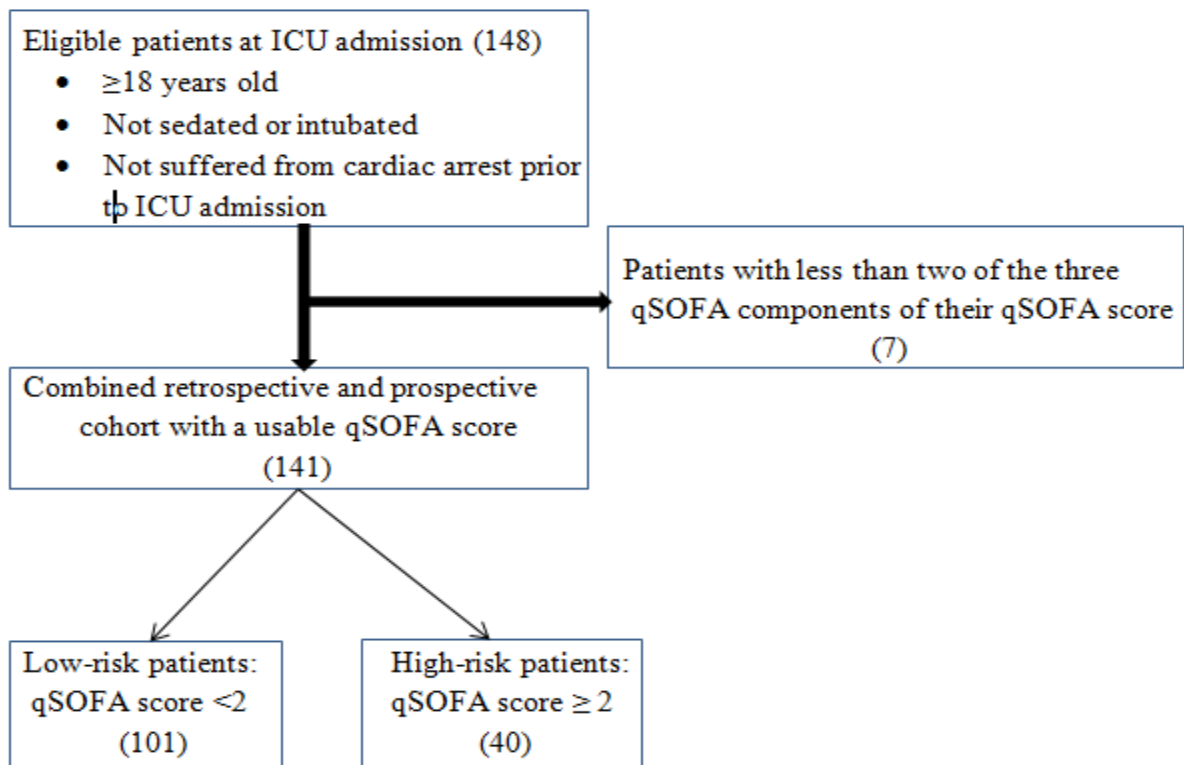 Eligible patients at ICU admission (148)
• ≥18 years old
• Not sedated or intubated
• Not suffered from cardiac arrest prior
to ICU admission
Patients with less than two of the three
qSOFA components of their qSOFA score
(7)
Combined retrospective and prospective
cohort with a usable qSOFA score
(141)
Low-risk patients:
qSOFA score <2
(101)
High-risk patients:
qSOFA score ≥ 2
(40)